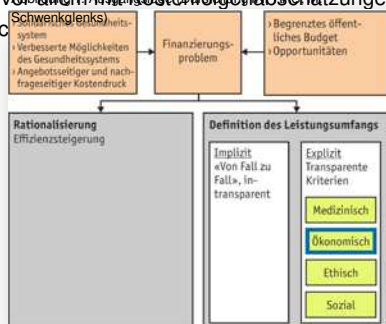 Schwenkglenks)
system
› Verbesserte Möglichkeiten
des Gesundheitssystems
› Angebotsseitiger und nach-
frageseitiger Kostendruck
Finanzierungs-
problem
› Begrenztes öffent-
liches Budget
› Opportunitäten
Rationalisierung
Effizienzsteigerung
Definition des Leistungsumfangs
Implizit
«Von Fall zu
Fall», in-
transparent
Explizit
Transparente
Kriterien
Medizinisch
Ökonomisch
Ethisch
Sozial